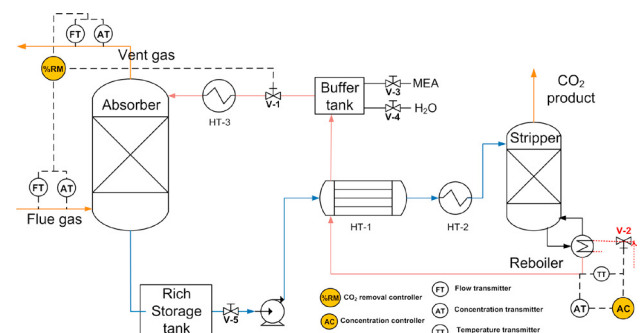 FT
AT
Vent gas
%RM
Absorber
HT-3
V-1
Buffer
tank
V-3
MEA
V-4
H₂O
CO₂
product
Stripper
FT
AT
Flue gas
HT-1
HT-2
V-2
Reboiler
TT
Rich
Storage
tank
V-5
%RM CO₂ removal controller
AC Concentration controller
FT Flow transmitter
AT Concentration transmitter
TT Temperature transmitter
AT
AC